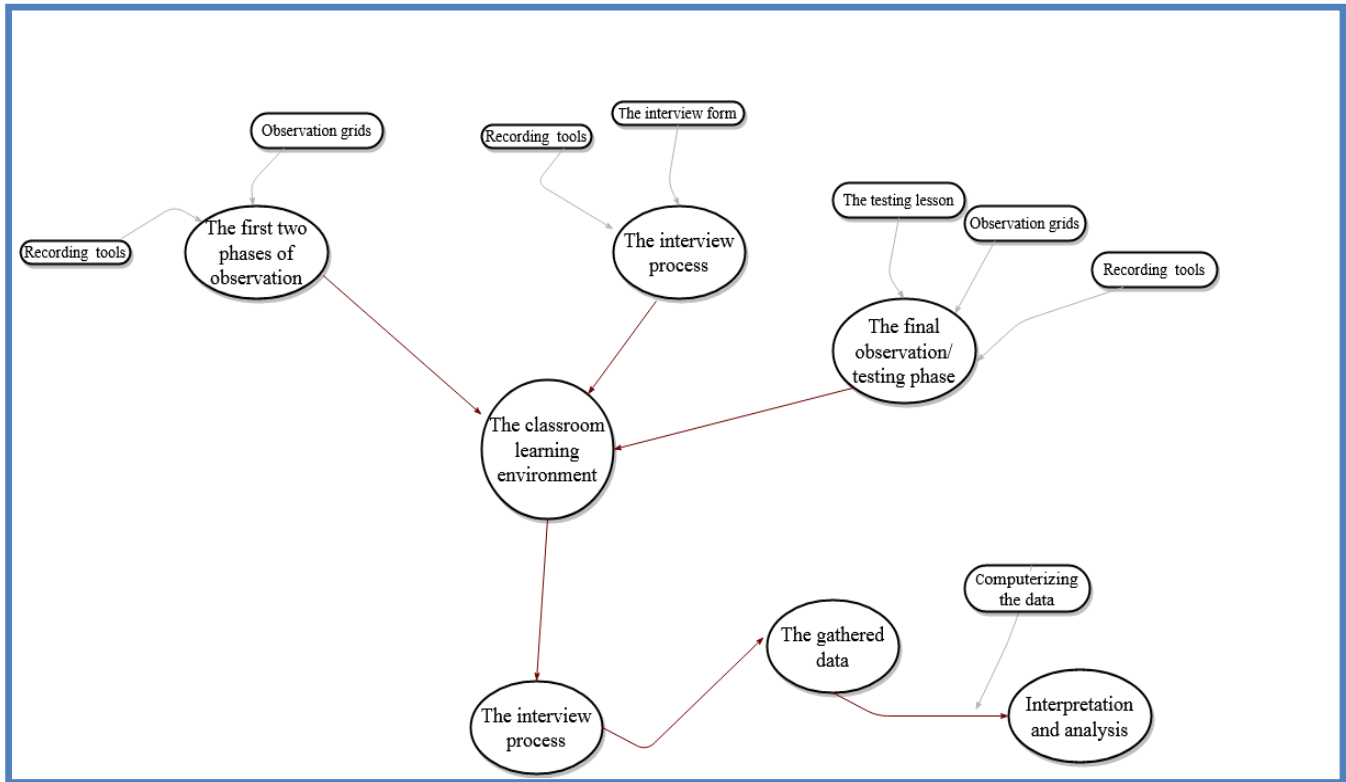 Observation grids
Recording  tools
The first two
phases of
observation
The interview form
Recording  tools
The interview
process
The testing lesson
Observation grids
Recording  tools
The final
observation/
testing phase
The classroom
learning
environment
Computerizing
the data
The gathered
data
The interview
process
Interpretation
and analysis